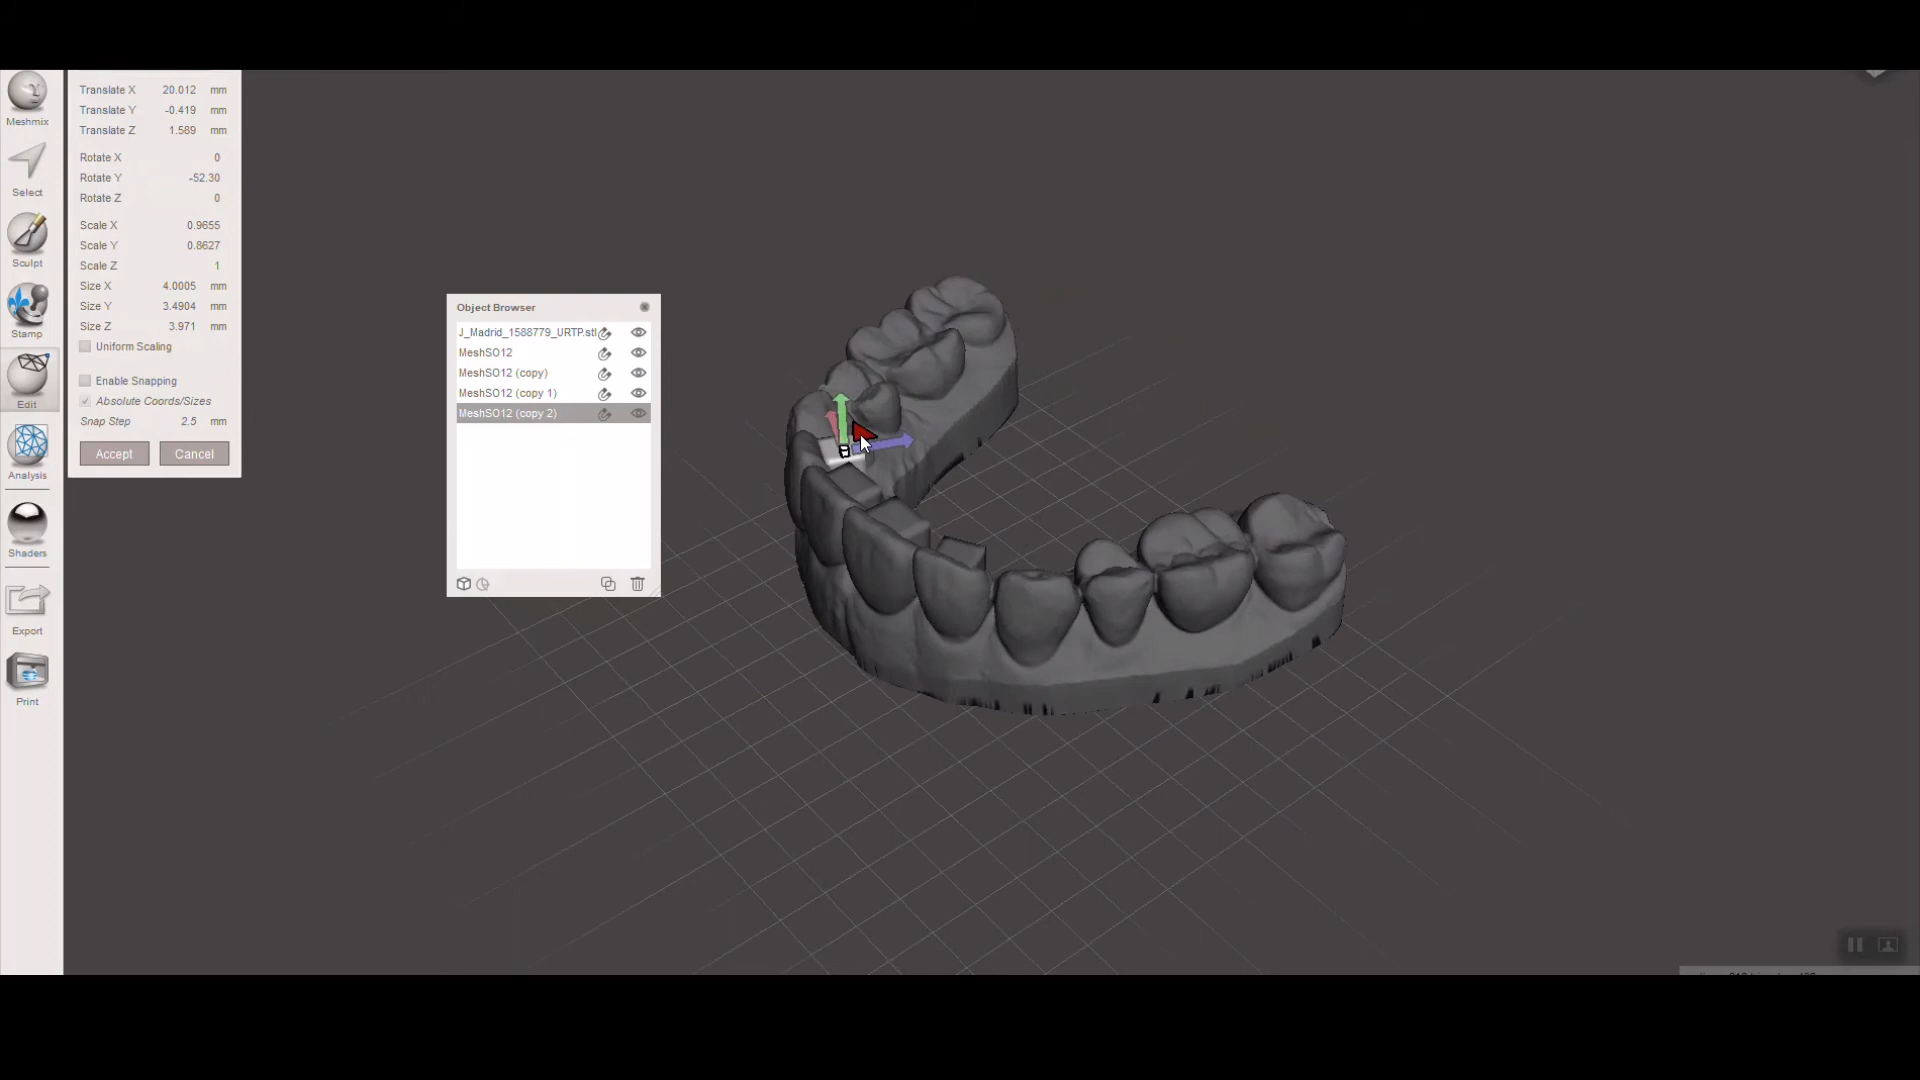 Meshmix
Select
Sculpt
Stamp
Edit
Analysis
Shaders
Export
Print
Translate X 20.012 mm
Translate Y -0.419 mm
Translate Z 1.589 mm
Rotate X 0
Rotate Y -52.30
Rotate Z 0
Scale X 0.9655
Scale Y 0.8627
Scale Z 1
Size X 4.0005 mm
Size Y 3.4904 mm
Size Z 3.971 mm
Uniform Scaling
Enable Snapping
Absolute Coords/Sizes
Snap Step 2.5 mm
Accept Cancel
Object Browser
J_Madrid_1588779_URTP.stl
MeshSO12
MeshSO12 (copy)
MeshSO12 (copy 1)
MeshSO12 (copy 2)